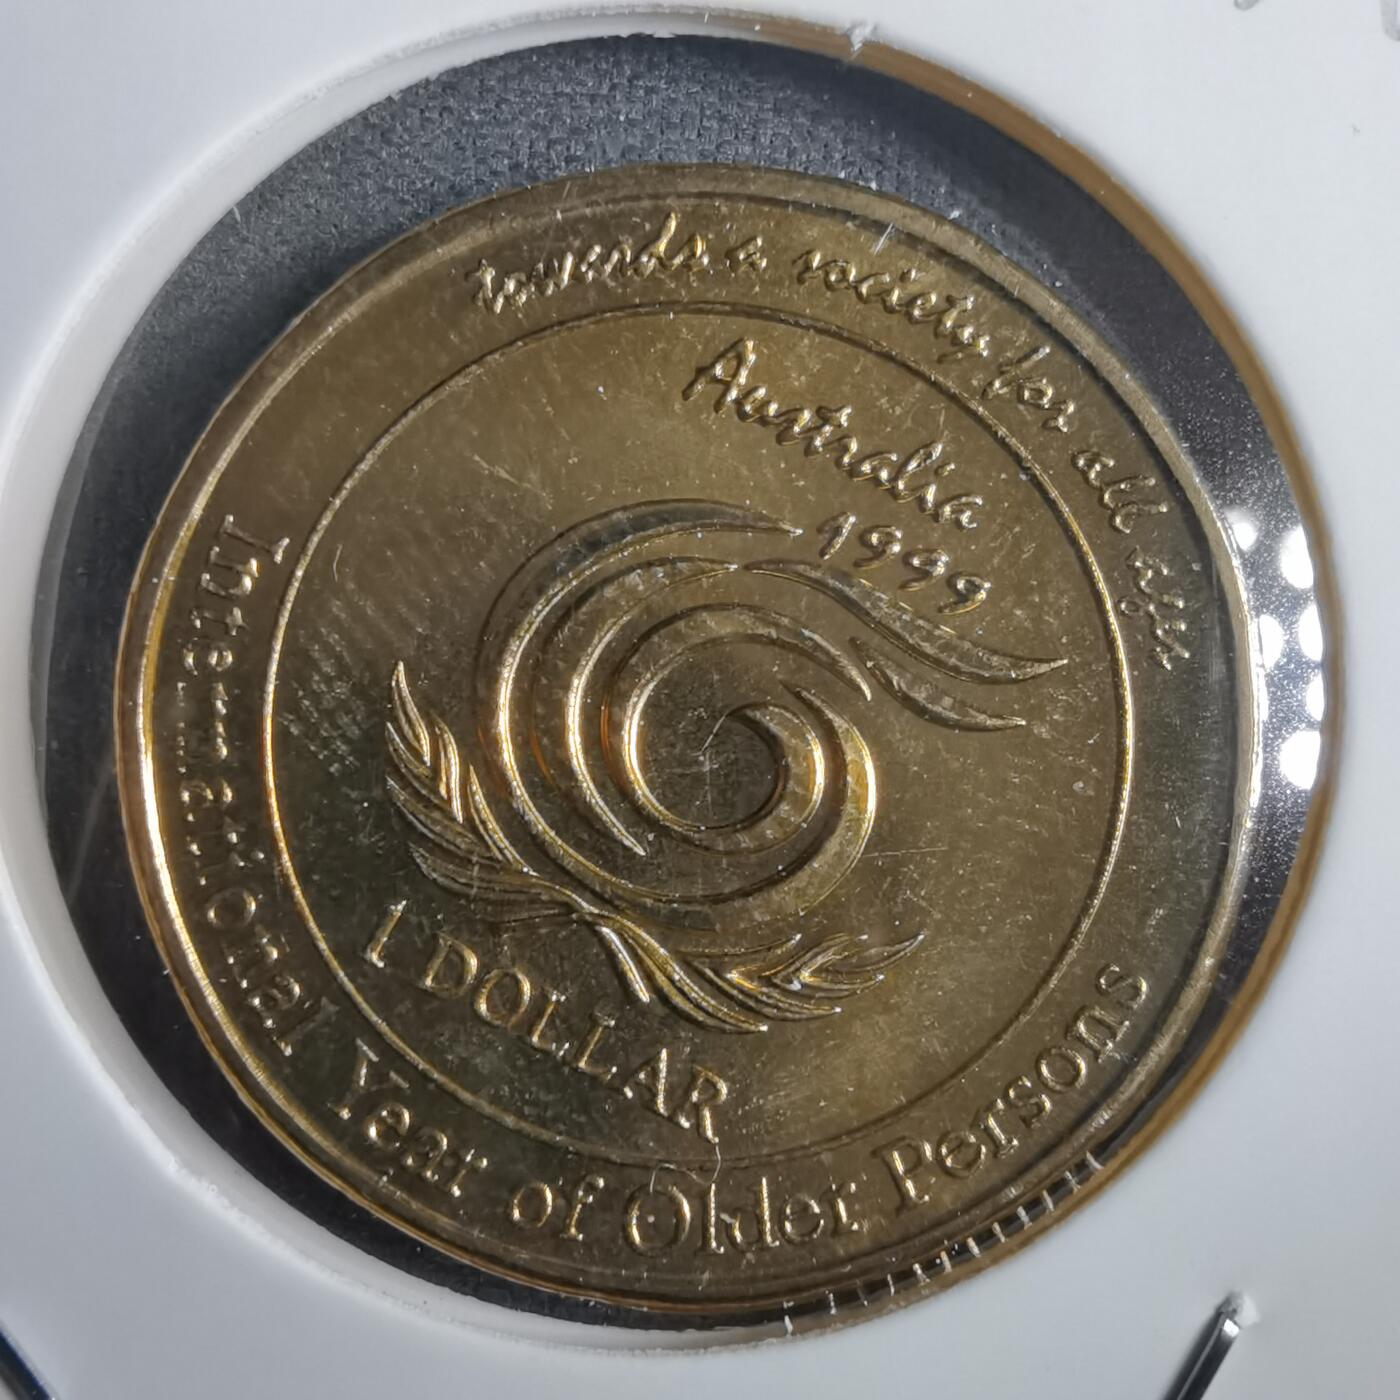 towards a society for all ages
Australia
1999
1 DOLLAR
International Year of Older Persons